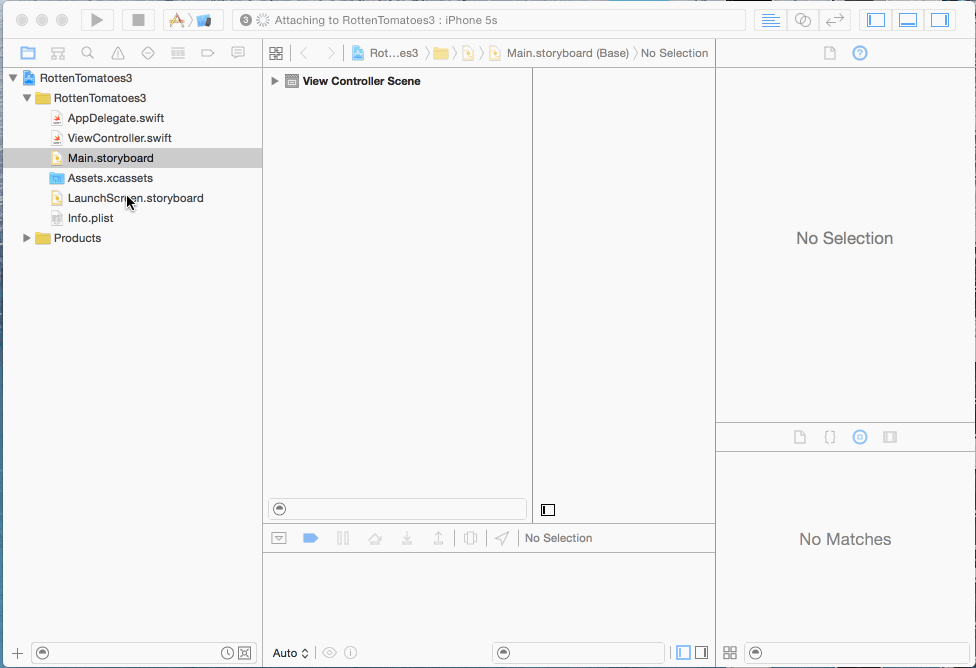 3 Attaching to RottenTomatoes3 : iPhone 5s
Rot...es3 Main.storyboard (Base) No Selection
RottenTomatoes3
RottenTomatoes3
AppDelegate.swift
ViewController.swift
Main.storyboard
Assets.xcassets
LaunchScreen.storyboard
Info.plist
Products
View Controller Scene
No Selection
Auto
No Selection
No Matches